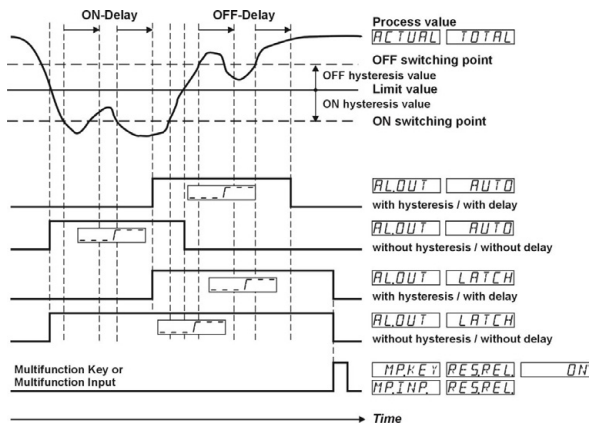 ON-Delay OFF-Delay
Process value
ACTUAL TOTAL
OFF switching point
OFF hysteresis value
Limit value
ON hysteresis value
ON switching point
AL.OUT AUTO
with hysteresis / with delay
AL.OUT AUTO
without hysteresis / without delay
AL.OUT LATCH
with hysteresis / with delay
AL.OUT LATCH
without hysteresis / without delay
Multifunction Key or
Multifunction Input
MP.KEY RES.REL. ON
MP.INP. RES.REL.
Time